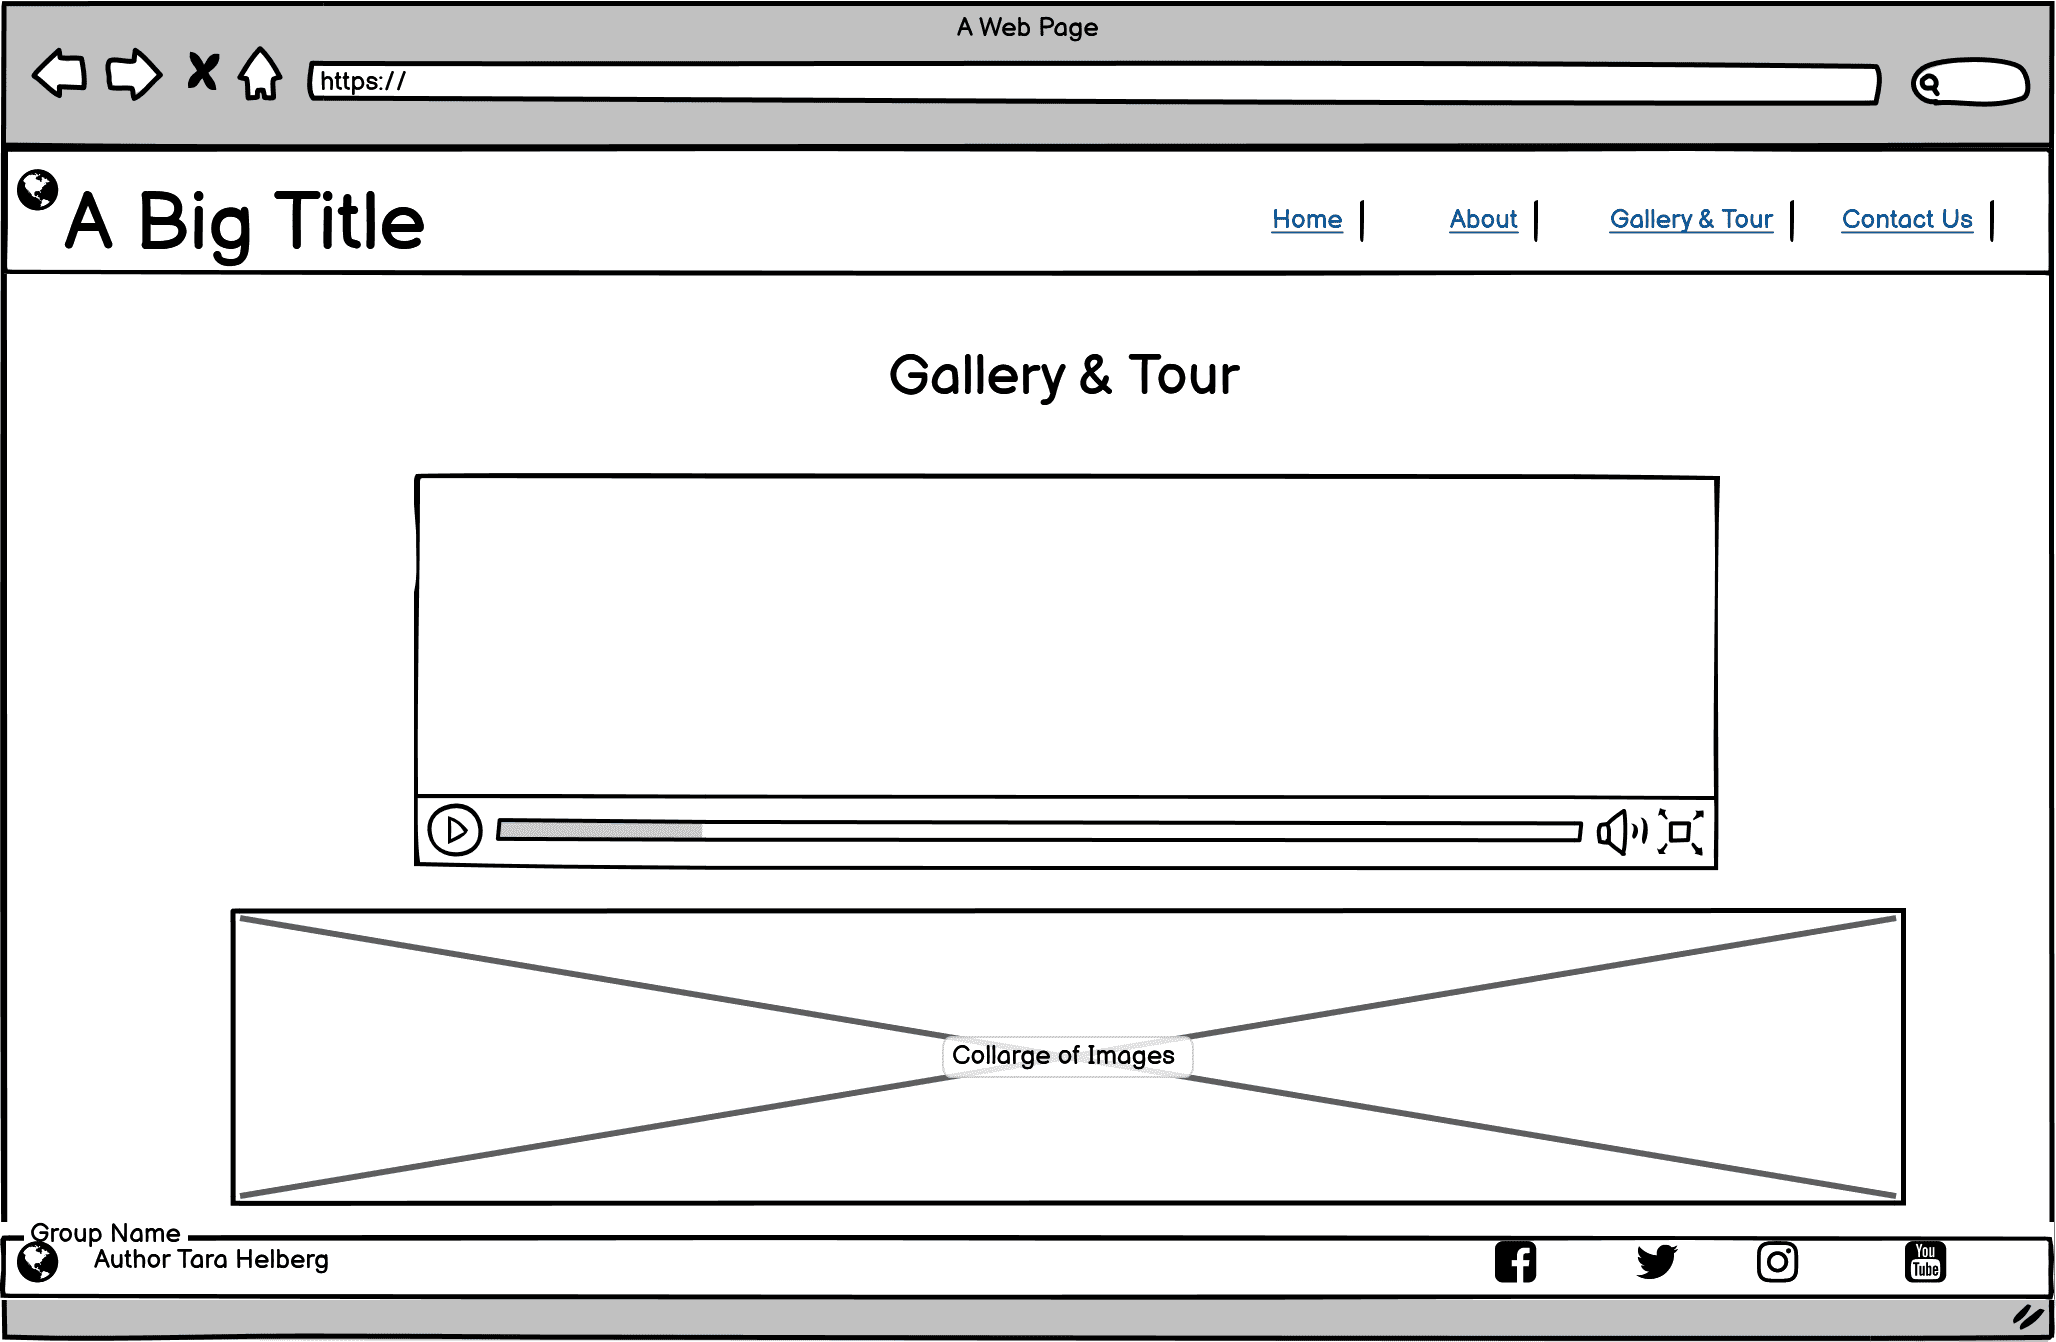 A Web Page
https://
A Big Title
Home
About
Gallery & Tour
Contact Us
Gallery & Tour
Collarge of Images
Group Name
Author Tara Helberg
You
Tube